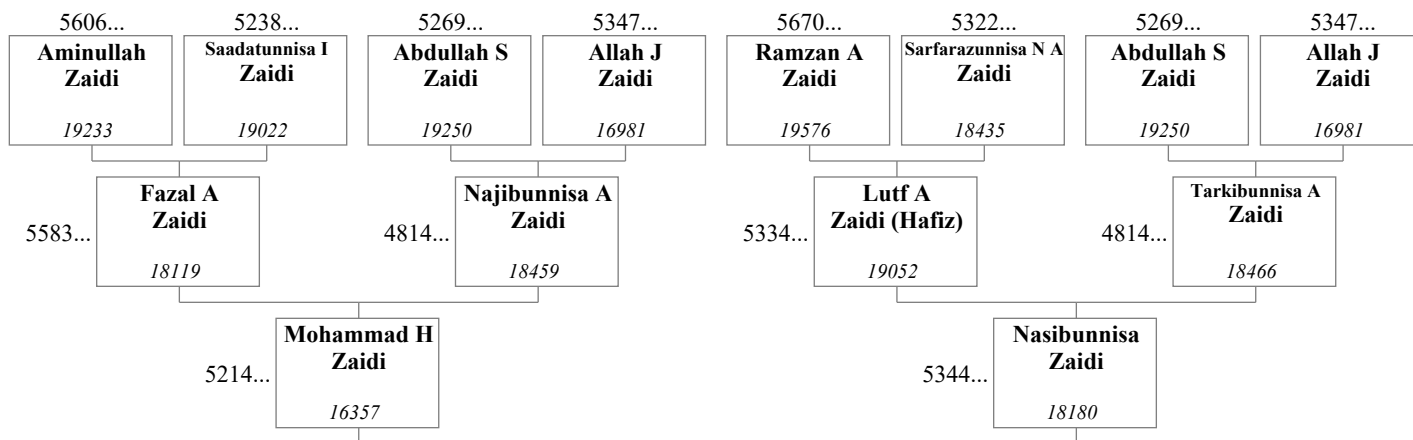 5606... 5238... 5269... 5347... 5670... 5322... 5269... 5347...
Aminullah Saadatunnisa I Abdullah S Allah J Ramzan A Sarfarazunnisa N A Abdullah S Allah J
Zaidi Zaidi Zaidi Zaidi Zaidi Zaidi Zaidi Zaidi
19233 19022 19250 16981 19576 18435 19250 16981
Fazal A Najibunnisa A Lutf A Tarkibunnisa A
Zaidi Zaidi Zaidi (Hafiz) Zaidi
5583... 4814... 5334... 4814...
18119 18459 19052 18466
Mohammad H Nasibunnisa
Zaidi Zaidi
5214... 5344...
16357 18180